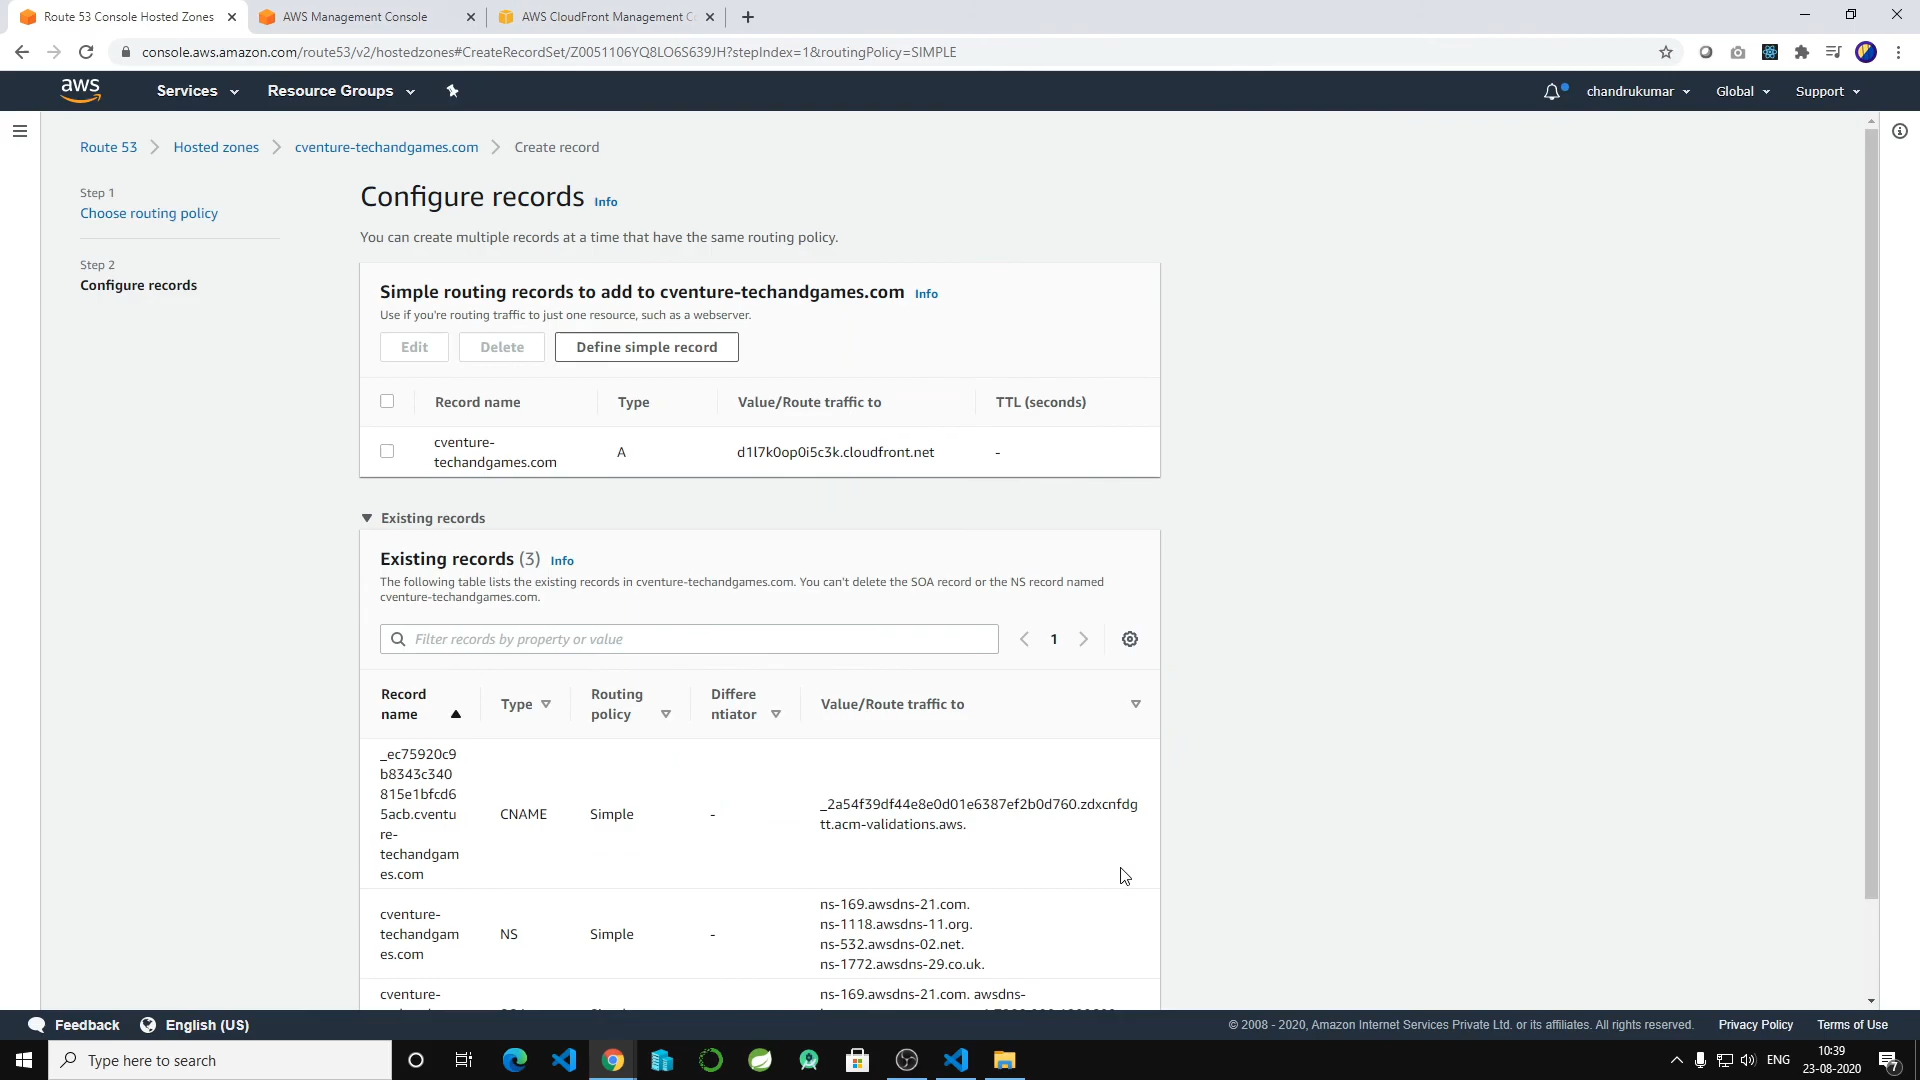 Route 53 Console Hosted Zones
AWS Management Console
AWS CloudFront Management C
console.aws.amazon.com/route53/v2/hostedzones#CreateRecordSet/Z0051106YQ8LO6S639JH?stepIndex=1&routingPolicy=SIMPLE
aws
Services
Resource Groups
chandrukumar
Global
Support
Route 53
Hosted zones
cventure-techandgames.com
Create record
Step 1
Choose routing policy
Step 2
Configure records
Configure records Info
You can create multiple records at a time that have the same routing policy.
Simple routing records to add to cventure-techandgames.com Info
Use if you're routing traffic to just one resource, such as a webserver.
Edit
Delete
Define simple record
Record name
Type
Value/Route traffic to
TTL (seconds)
cventure-
techandgames.com
A
d1l7k0op0i5c3k.cloudfront.net
-
Existing records
Existing records (3) Info
The following table lists the existing records in cventure-techandgames.com. You can't delete the SOA record or the NS record named
cventure-techandgames.com.
Filter records by property or value
1
Record
name
Type
Routing
policy
Differe
ntiator
Value/Route traffic to
_ec75920c9
b8343c340
815e1bfcd6
5acb.cventu
re-
techandgam
es.com
CNAME
Simple
-
_2a54f39df44e8e0d01e6387ef2b0d760.zdxcnfdg
tt.acm-validations.aws.
cventure-
techandgam
es.com
NS
Simple
-
ns-169.awsdns-21.com.
ns-1118.awsdns-11.org.
ns-532.awsdns-02.net.
ns-1772.awsdns-29.co.uk.
cventure-
ns-169.awsdns-21.com. awsdns-
Feedback
English (US)
© 2008 - 2020, Amazon Internet Services Private Ltd. or its affiliates. All rights reserved.
Privacy Policy
Terms of Use
Type here to search
ENG
10:39
23-08-2020
7